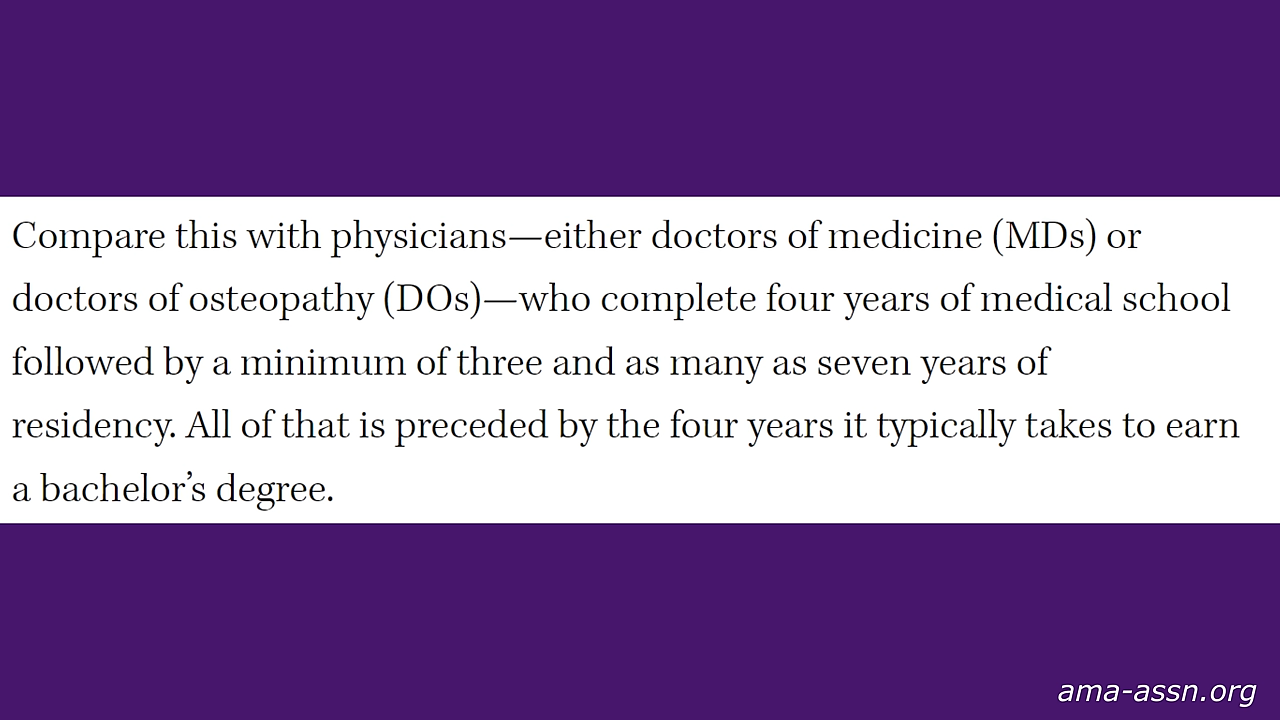 Compare this with physicians—either doctors of medicine (MDs) or
doctors of osteopathy (DOs)—who complete four years of medical school
followed by a minimum of three and as many as seven years of
residency. All of that is preceded by the four years it typically takes to earn
a bachelor’s degree.
ama-assn.org